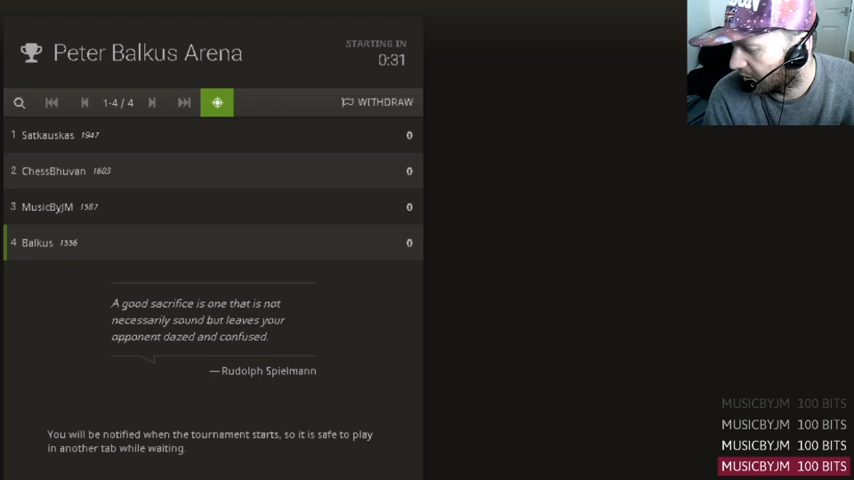 Peter Balkus Arena
STARTING IN
0:31
1-4 / 4
WITHDRAW
1 Satkauskas 1947 0
2 ChessBhuvan 1603 0
3 MusicByJM 1587 0
4 Balkus 1556 0
A good sacrifice is one that is not
necessarily sound but leaves your
opponent dazed and confused.
— Rudolph Spielmann
You will be notified when the tournament starts, so it is safe to play
in another tab while waiting.
MUSICBYJM 100 BITS
MUSICBYJM 100 BITS
MUSICBYJM 100 BITS
MUSICBYJM 100 BITS